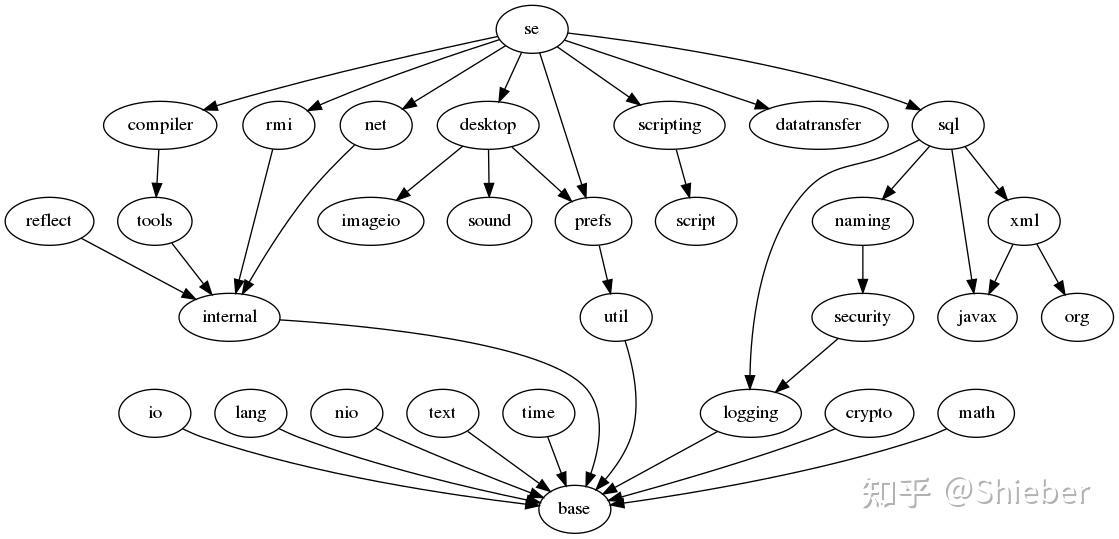 se
compiler
rmi
net
desktop
scripting
datatransfer
sql
reflect
tools
imageio
sound
prefs
script
naming
xml
internal
util
security
javax
org
io
lang
nio
text
time
logging
crypto
math
base
知乎 @Shieber